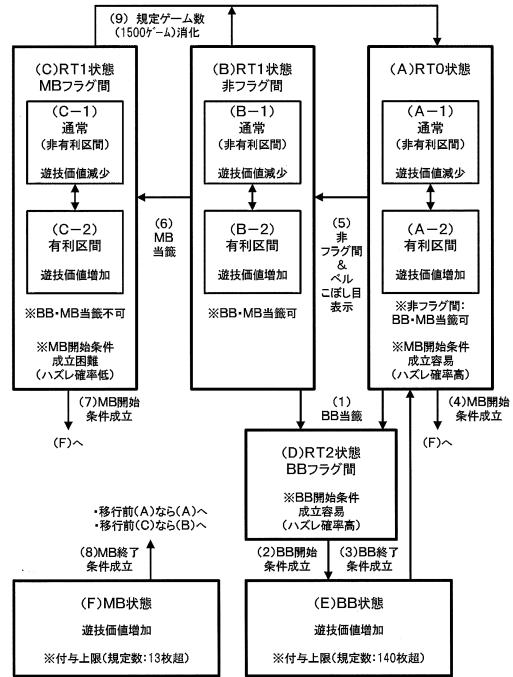 (9) 規定ゲーム数
(1500ゲーム)消化
(C)RT1状態
MBフラグ間
(C-1)
通常
(非有利区間)
遊技価値減少
(C-2)
有利区間
遊技価値増加
※BB・MB当籤不可
※MB開始条件
成立困難
(ハズレ確率低)
(6)
MB
当籤
(B)RT1状態
非フラグ間
(B-1)
通常
(非有利区間)
遊技価値減少
(B-2)
有利区間
遊技価値増加
※BB・MB当籤可
(5)
非
フラグ間
&
ベル
こぼし目
表示
(A)RT0状態
(A-1)
通常
(非有利区間)
遊技価値減少
(A-2)
有利区間
遊技価値増加
※非フラグ間:
BB・MB当籤可
※MB開始条件
成立容易
(ハズレ確率高)
(7)MB開始
条件成立
(F)へ
(1)
BB当籤
(4)MB開始
条件成立
(F)へ
(D)RT2状態
BBフラグ間
※BB開始条件
成立容易
(ハズレ確率高)
・移行前(A)なら(A)へ
・移行前(C)なら(B)へ
(8)MB終了
条件成立
(2)BB開始
条件成立
(3)BB終了
条件成立
(F)MB状態
遊技価値増加
※付与上限(規定数:13枚超)
(E)BB状態
遊技価値増加
※付与上限(規定数:140枚超)